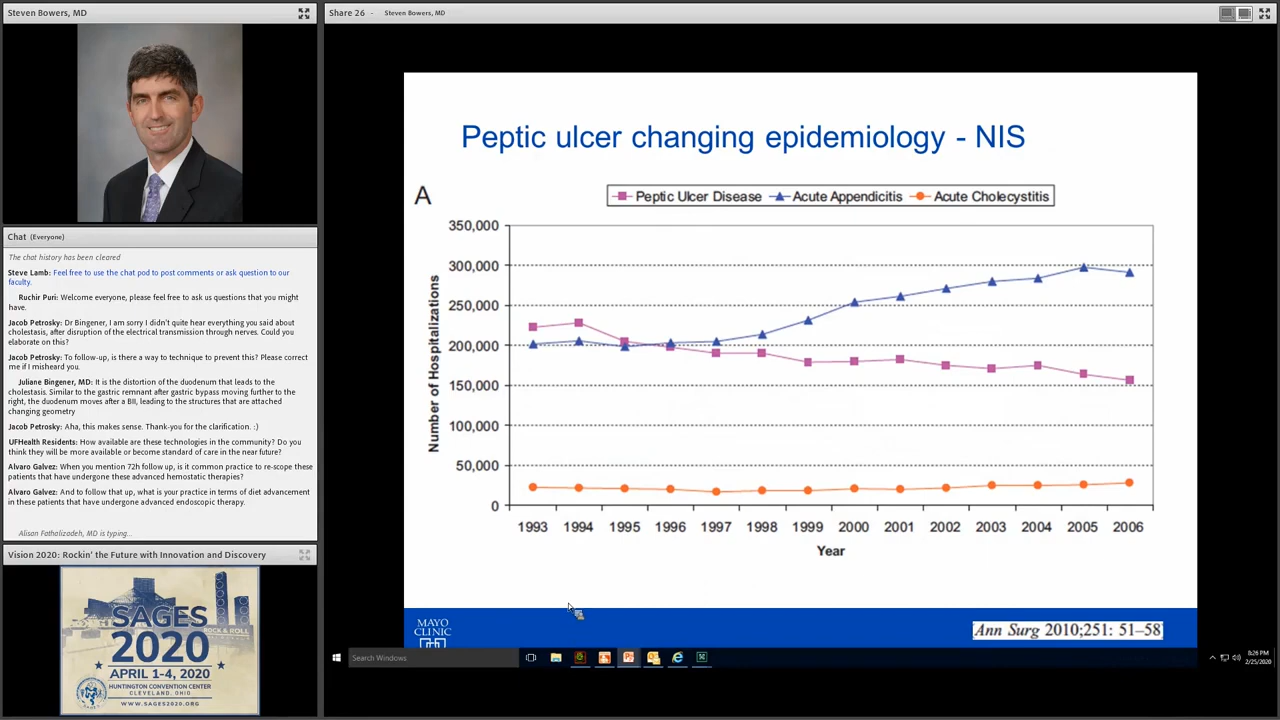 Steven Bowers, MD
Chat (Everyone)
The chat history has been cleared
Steve Lamb: Feel free to use the chat pod to post comments or ask question to our
faculty.
Ruchir Puri: Welcome everyone, please feel free to ask us questions that you might
have.
Jacob Petrosky: Dr Bingener, I am sorry I didn't quite hear everything you said about
cholestasis, after disruption of the electrical transmission through nerves. Could you
elaborate on this?
Jacob Petrosky: To follow-up, is there a way to technique to prevent this? Please correct
me if I misheard you.
Juliane Bingener, MD: It is the distortion of the duodenum that leads to the
cholestasis. Similar to the gastric remnant after gastric bypass moving further to the
right, the duodenum moves after a BII, leading to the structures that are attached
changing geometry
Jacob Petrosky: Aha, this makes sense. Thank-you for the clarification. :)
UFHealth Residents: How available are these technologies in the community? Do you
think they will be more available or become standard of care in the near future?
Alvaro Galvez: When you mention 72h follow up, is it common practice to re-scope these
patients that have undergone these advanced hemostatic therapies?
Alvaro Galvez: And to follow that up, what is your practice in terms of diet advancement
in these patients that have undergone advanced endoscopic therapy.
Alisan Fathalizadeh, MD is typing...
Vision 2020: Rockin' the Future with Innovation and Discovery
SAGES
ROCK & ROLL
2020
APRIL 1-4, 2020
HUNTINGTON CONVENTION CENTER
CLEVELAND, OHIO
WWW.SAGES2020.ORG
Share 26 - Steven Bowers, MD
Peptic ulcer changing epidemiology - NIS
A
Peptic Ulcer Disease Acute Appendicitis Acute Cholecystitis
350,000
300,000
250,000
200,000
150,000
100,000
50,000
0
Number of Hospitalizations
1993 1994 1995 1996 1997 1998 1999 2000 2001 2002 2003 2004 2005 2006
Year
MAYO
CLINIC
Ann Surg 2010;251: 51–58
Search Windows
8:26 PM
2/25/2020